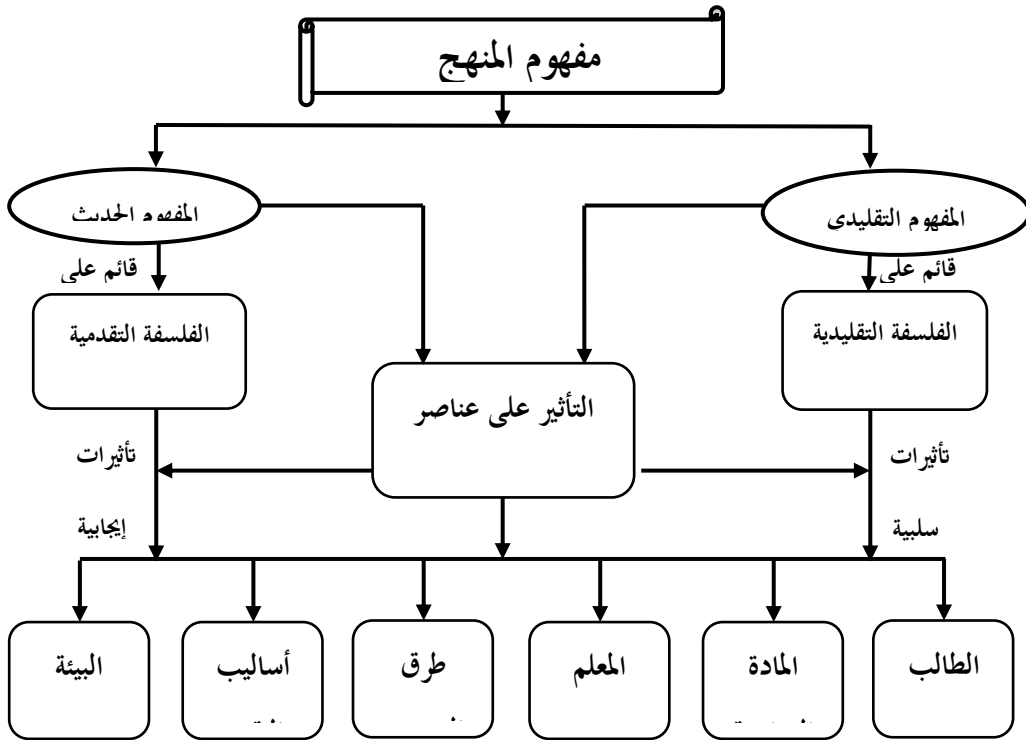 مفهوم المنهج
المفهوم التقليدي
المفهوم الحديث
قائم على
قائم على
الفلسفة التقليدية
الفلسفة التقدمية
التأثير على عناصر
تأثيرات
سلبية
تأثيرات
إيجابية
الطالب
المادة
المعلم
طرق
أساليب
البيئة